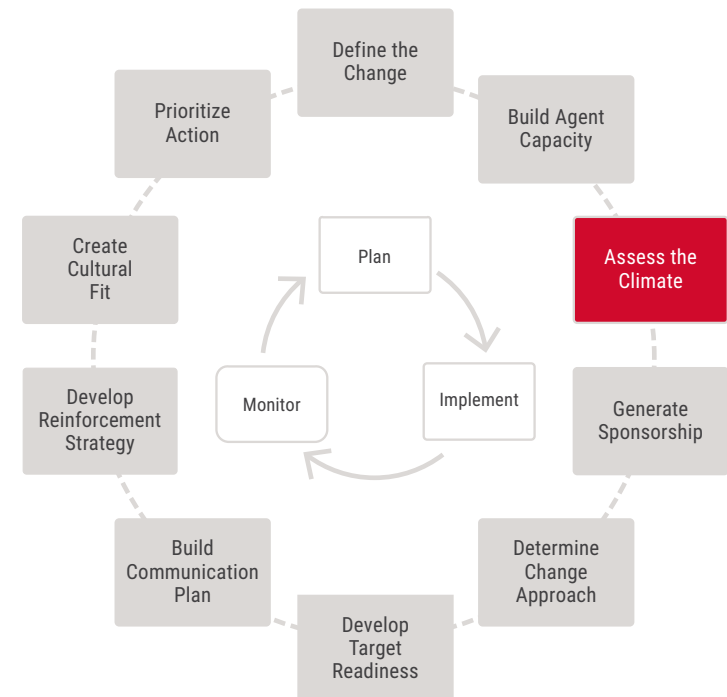 Define the
Change
Build Agent
Capacity
Assess the
Climate
Generate
Sponsorship
Determine
Change
Approach
Develop
Target
Readiness
Build
Communication
Plan
Develop
Reinforcement
Strategy
Create
Cultural
Fit
Prioritize
Action
Plan
Implement
Monitor